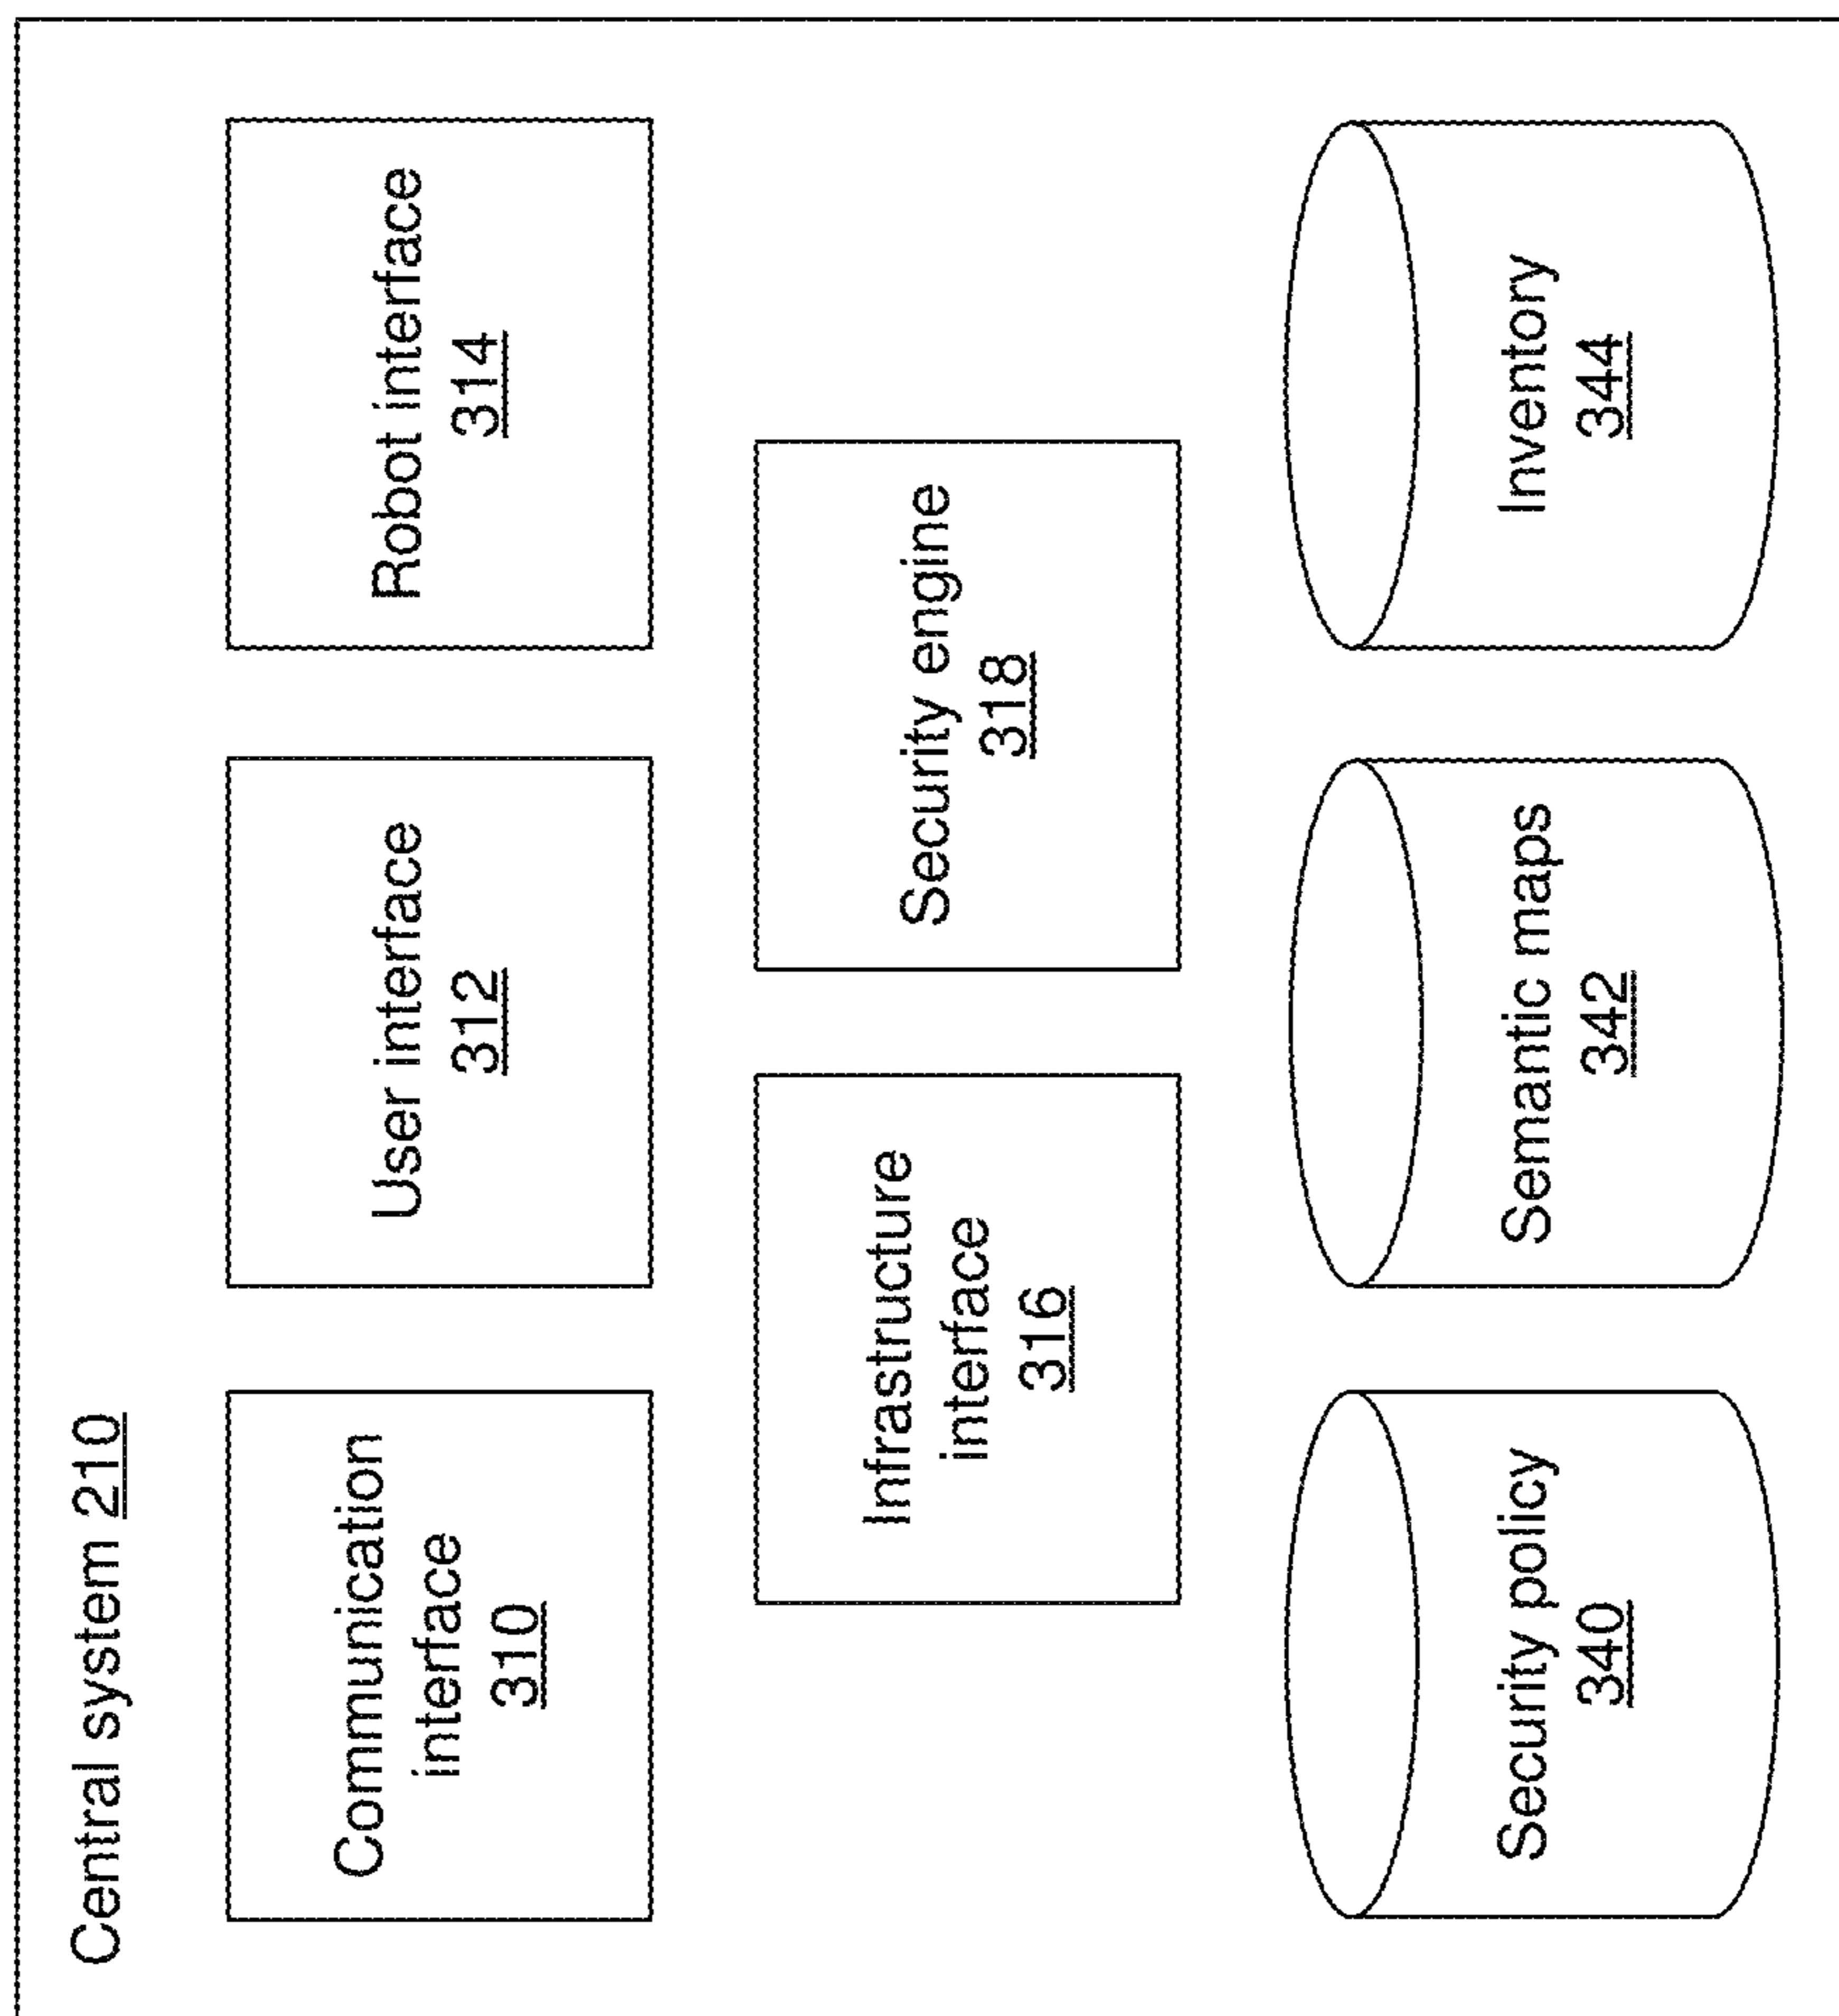 Central system 210
Communication
interface
310
User interface
312
Robot interface
314
Infrastructure
interface
316
Security engine
318
Security policy
340
Semantic maps
342
Inventory
344